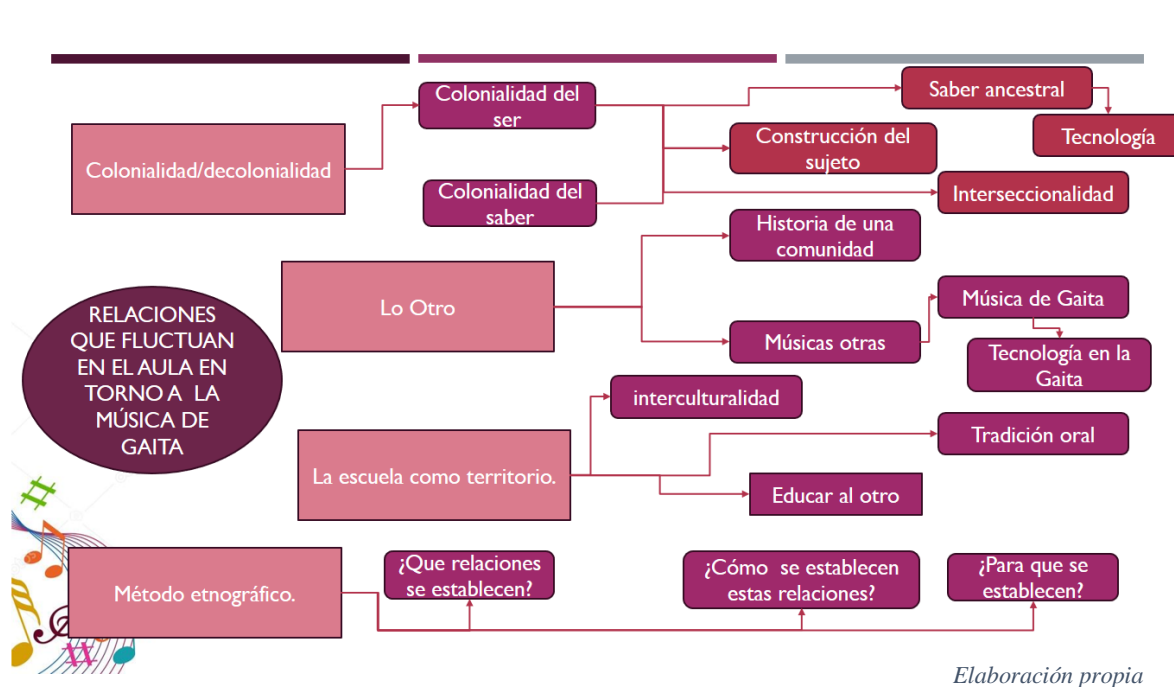 Colonialidad del
ser
Saber ancestral
Tecnología
Construcción del
sujeto
Colonialidad/decolonialidad
Colonialidad del
saber
Interseccionalidad
Historia de una
comunidad
Lo Otro
Música de Gaita
Músicas otras
Tecnología en la
Gaita
RELACIONES
QUE FLUCTUAN
EN EL AULA EN
TORNO A LA
MÚSICA DE
GAITA
interculturalidad
Tradición oral
La escuela como territorio.
Educar al otro
Método etnográfico.
¿Que relaciones
se establecen?
¿Cómo se establecen
estas relaciones?
¿Para que se
establecen?
Elaboración propia